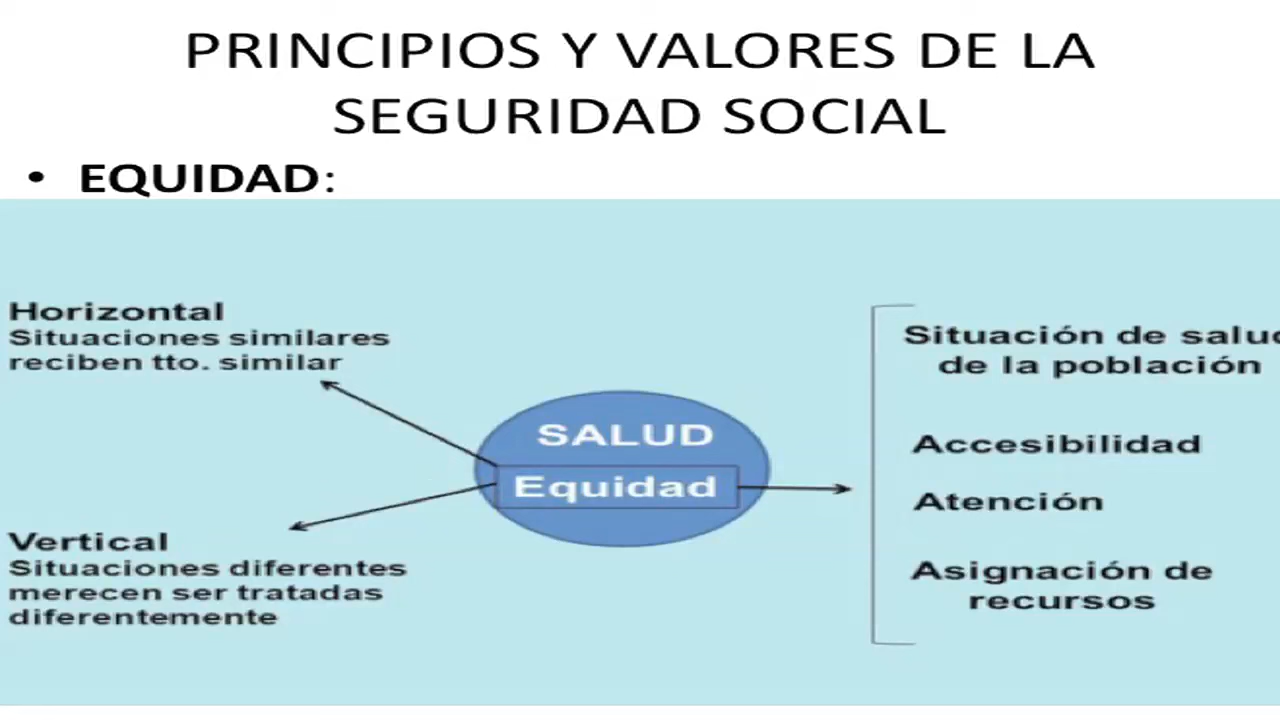 PRINCIPIOS Y VALORES DE LA
SEGURIDAD SOCIAL
• EQUIDAD:
Horizontal
Situaciones similares
reciben tto. similar
Vertical
Situaciones diferentes
merecen ser tratadas
diferentemente
SALUD
Equidad
Situación de salud
de la población
Accesibilidad
Atención
Asignación de
recursos